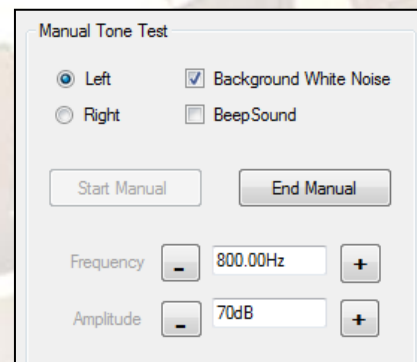 Manual Tone Test
Left Background White Noise
Right BeepSound
Start Manual End Manual
Frequency - 800.00Hz +
Amplitude - 70dB +